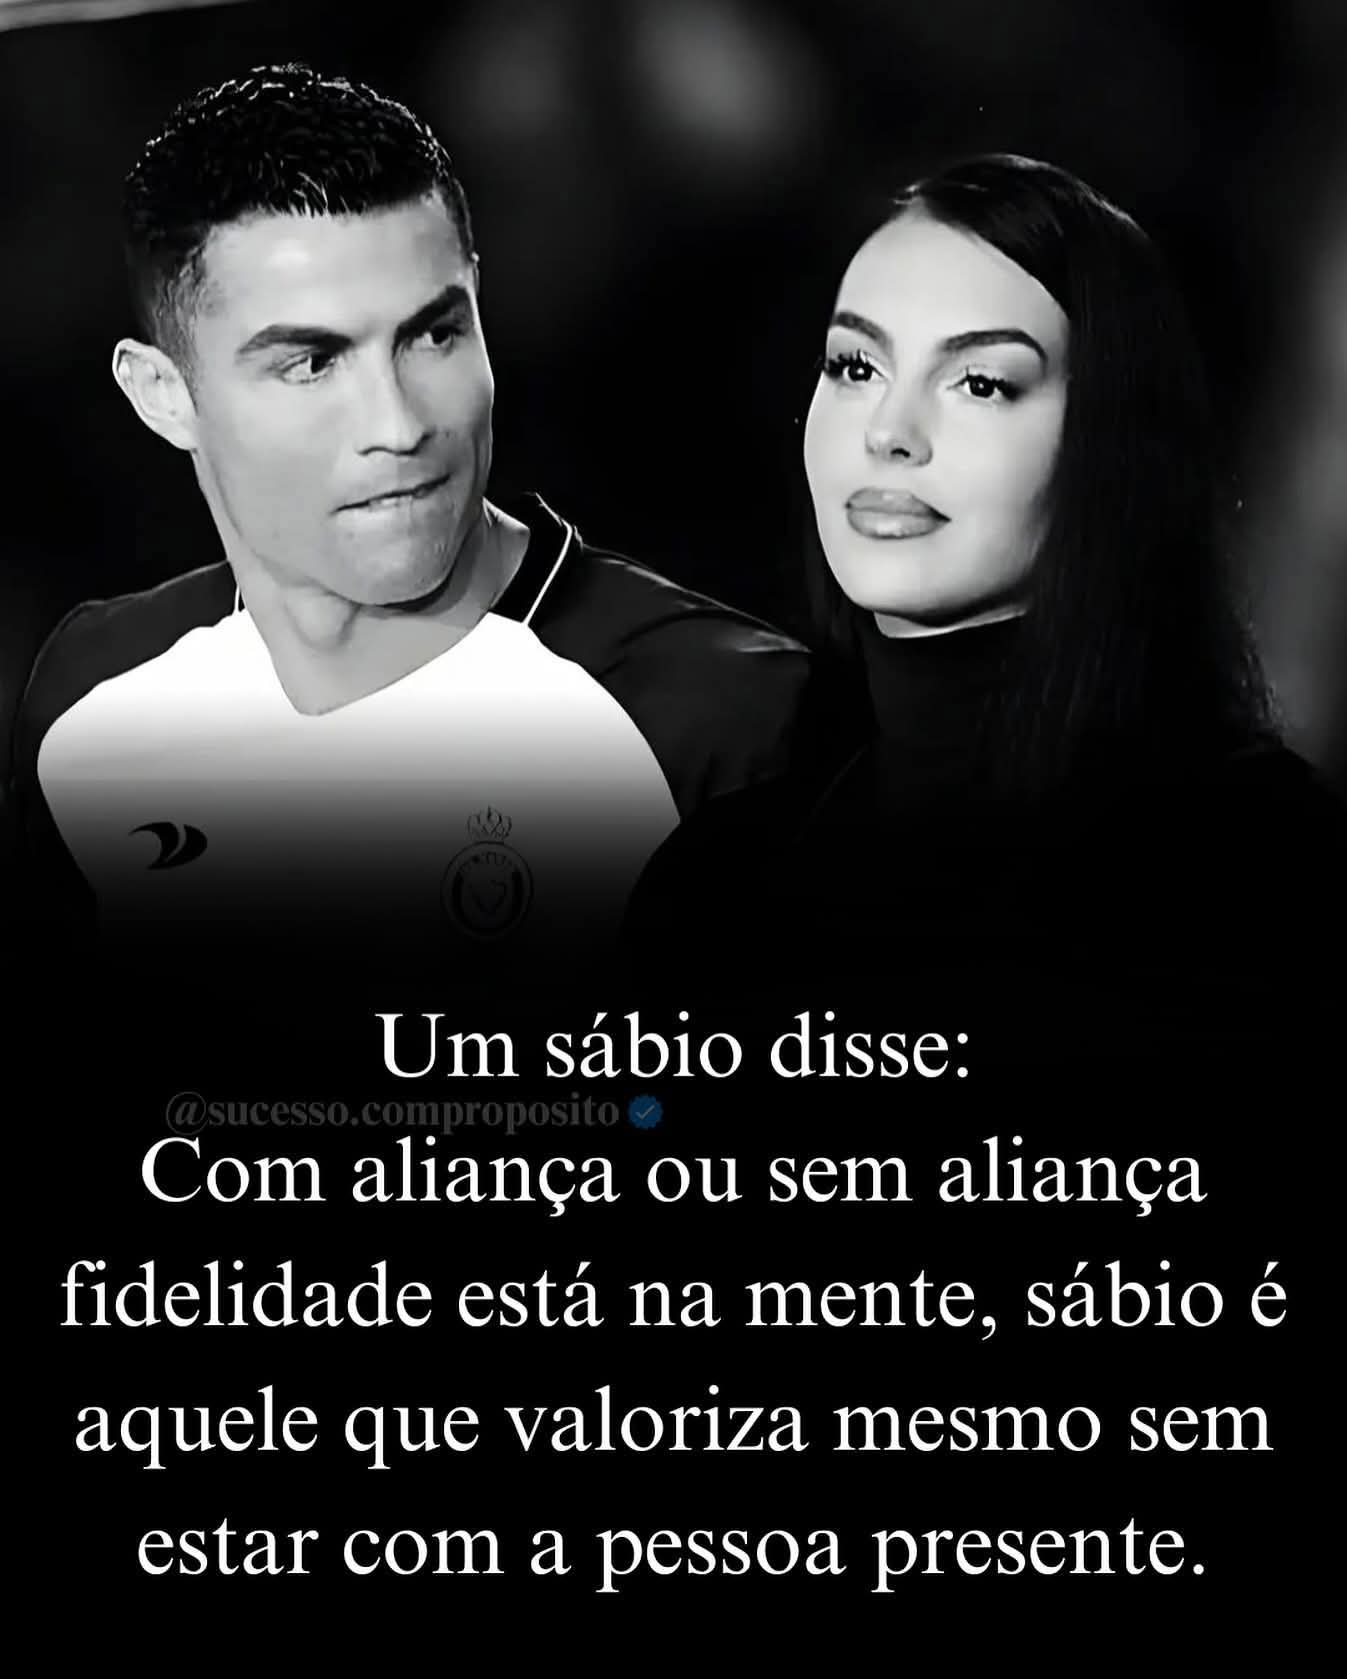 Um sábio disse:
@sucesso.comproposito
Com aliança ou sem aliança
fidelidade está na mente, sábio é
aquele que valoriza mesmo sem
estar com a pessoa presente.